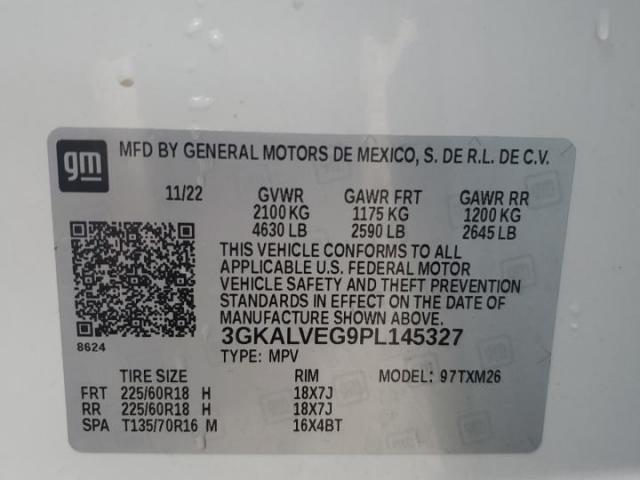 gm
MFD BY GENERAL MOTORS DE MEXICO, S. DE R.L. DE C.V.
11/22 GVWR GAWR FRT GAWR RR
2100 KG 1175 KG 1200 KG
4630 LB 2590 LB 2645 LB
THIS VEHICLE CONFORMS TO ALL
APPLICABLE U.S. FEDERAL MOTOR
VEHICLE SAFETY AND THEFT PREVENTION
STANDARDS IN EFFECT ON THE DATE OF
MANUFACTURE SHOWN ABOVE.
8624
3GKALVEG9PL145327
TYPE: MPV
TIRE SIZE RIM MODEL: 97TXM26
FRT 225/60R18 H 18X7J
RR 225/60R18 H 18X7J
SPA T135/70R16 M 16X4BT